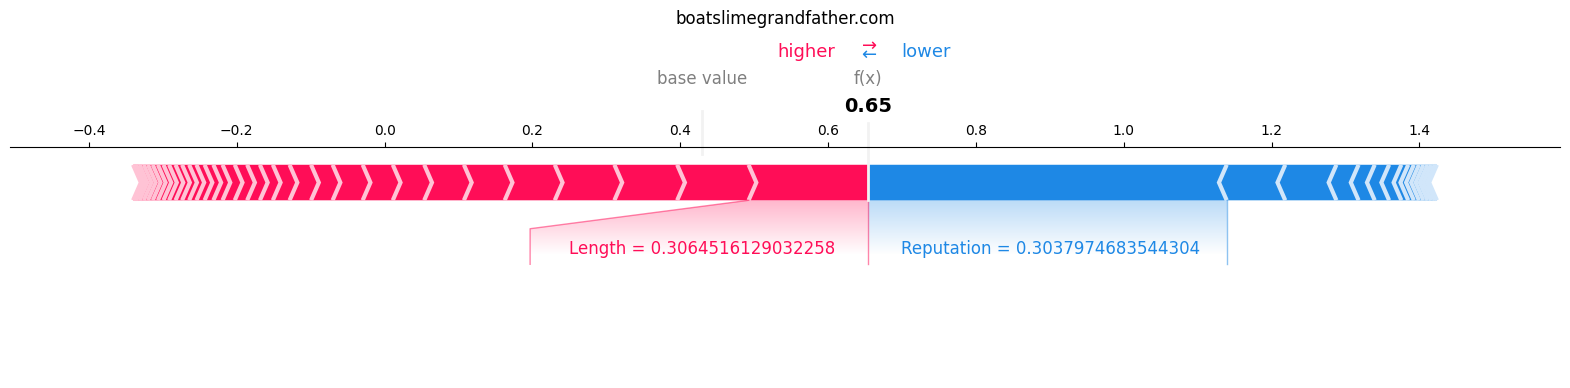 boatslimegrandfather.com
higher ⇄ lower
base value f(x)
0.65
−0.4 −0.2 0.0 0.2 0.4 0.6 0.8 1.0 1.2 1.4
Length = 0.3064516129032258 Reputation = 0.3037974683544304